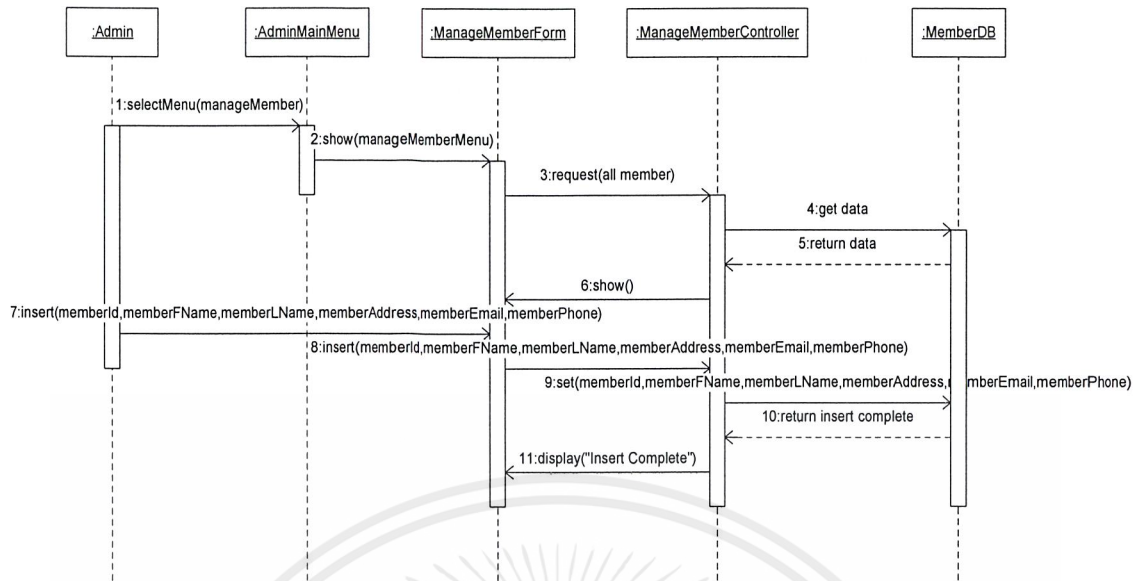 :Admin
:AdminMainMenu
:ManageMemberForm
:ManageMemberController
:MemberDB
1:selectMenu(manageMember)
2:show(manageMemberMenu)
3:request(all member)
4:get data
5:return data
6:show()
7:insert(memberId,memberFName,memberLName,memberAddress,memberEmail,memberPhone)
8:insert(memberId,memberFName,memberLName,memberAddress,memberEmail,memberPhone)
9:set(memberId,memberFName,memberLName,memberAddress,memberEmail,memberPhone)
10:return insert complete
11:display("Insert Complete")